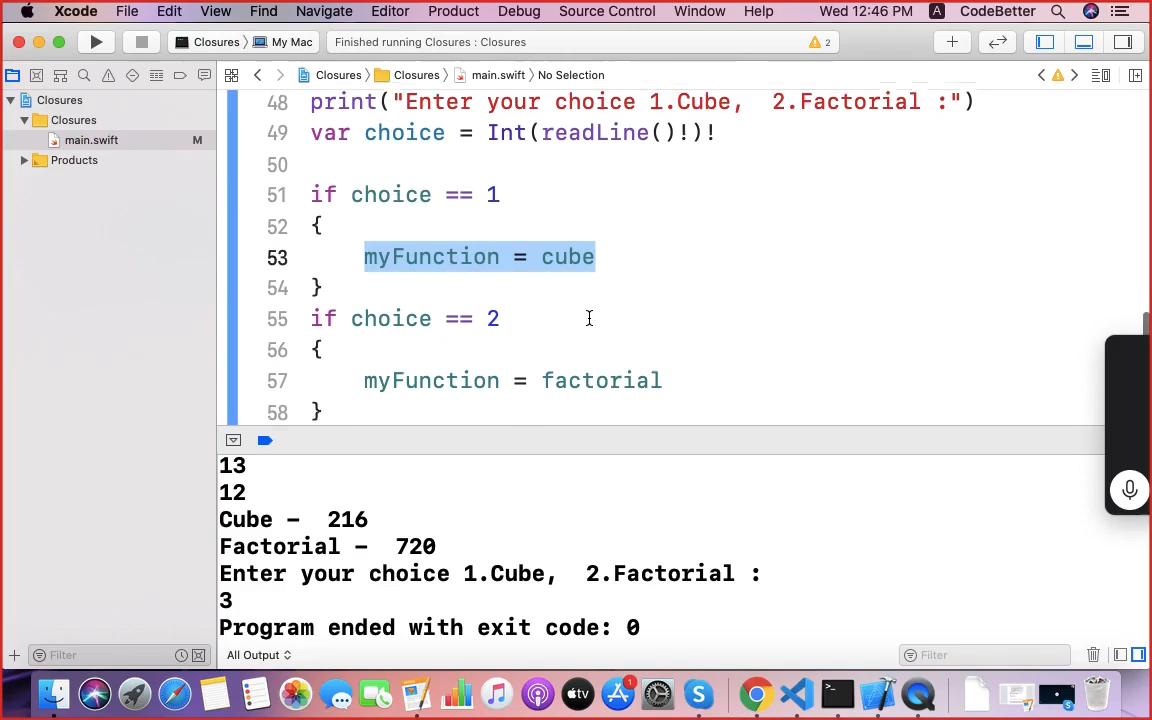 Xcode File Edit View Find Navigate Editor Product Debug Source Control Window Help Wed 12:46 PM A CodeBetter
Closures My Mac Finished running Closures : Closures 2
Closures Closures main.swift No Selection
Closures
Closures
main.swift M
Products
48 print("Enter your choice 1.Cube,  2.Factorial :")
49 var choice = Int(readLine()!)!
50
51 if choice == 1
52 {
53 myFunction = cube
54 }
55 if choice == 2
56 {
57 myFunction = factorial
58 }
13
12
Cube -  216
Factorial -  720
Enter your choice 1.Cube,  2.Factorial :
3
Program ended with exit code: 0
Filter All Output Filter
tv 1